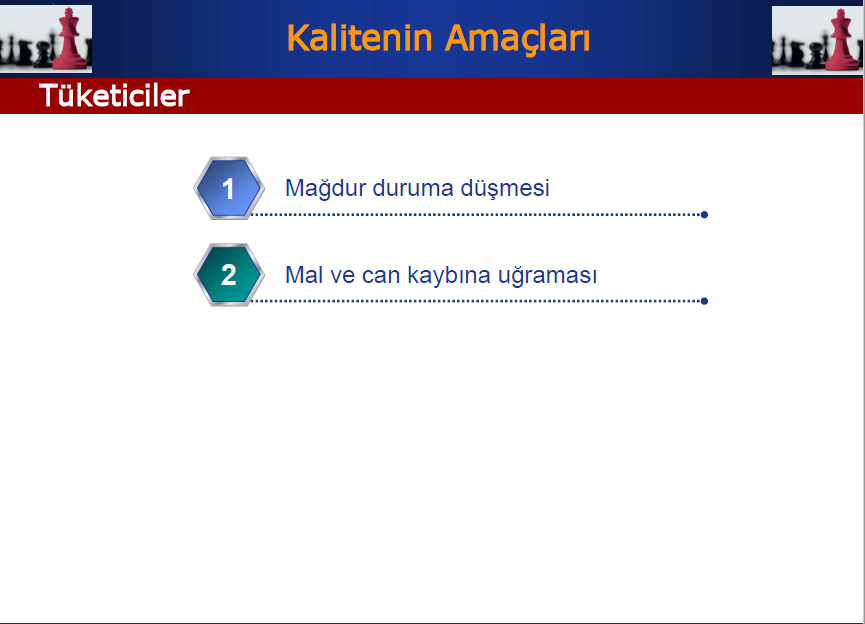 Kalitenin Amaçları
Tüketiciler
1 Mağdur duruma düşmesi
2 Mal ve can kaybına uğraması